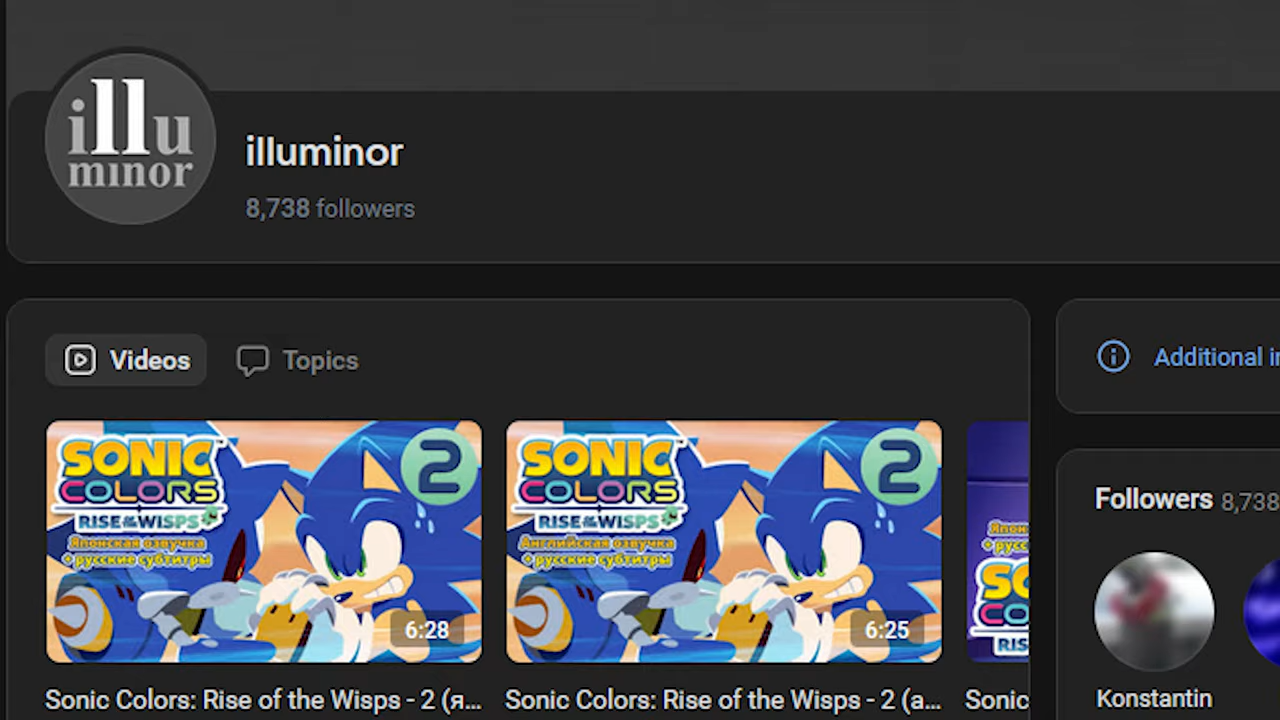 illu
minor
illuminor
8,738 followers
Videos
Topics
Additional i
SONIC
COLORS
RISE OF THE WISPS
2
Японская озвучка
+ русские субтитры
6:28
SONIC
COLORS
RISE OF THE WISPS
2
Английская озвучка
+ русские субтитры
6:25
Sonic Colors: Rise of the Wisps - 2 (я...
Sonic Colors: Rise of the Wisps - 2 (а...
Sonic
Followers 8,738
Konstantin